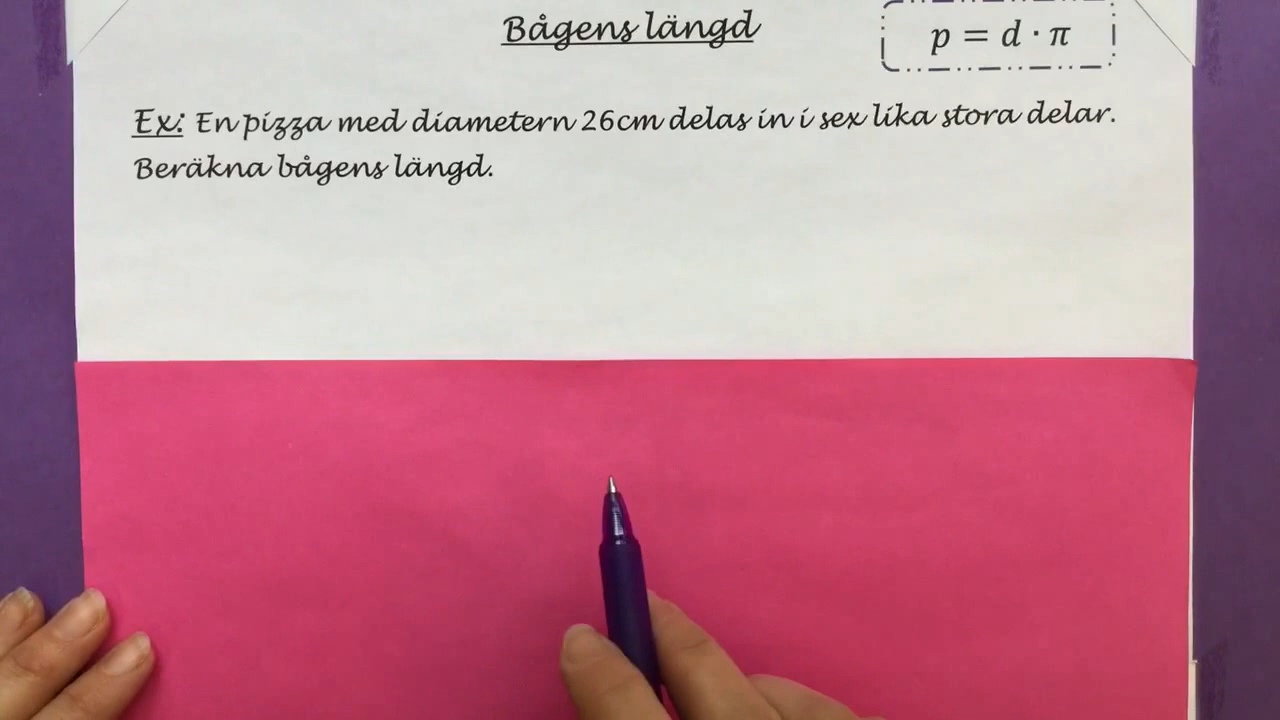 Bågens längd
p = d · π
Ex: En pizza med diametern 26cm delas in i sex lika stora delar.
Beräkna bågens längd.